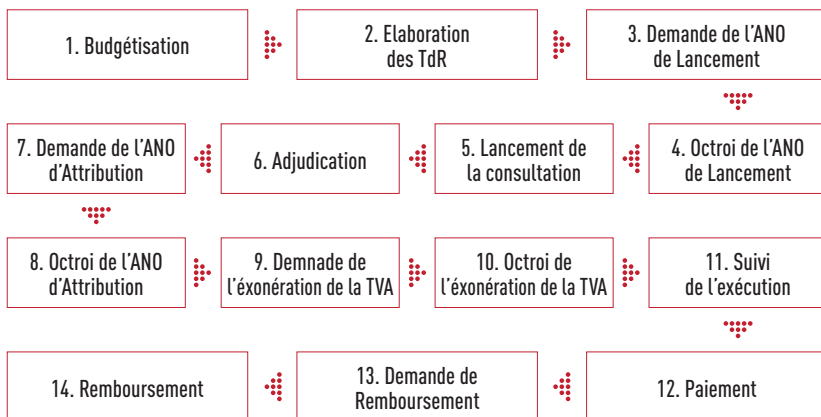 1. Budgétisation
2. Elaboration
des TdR
3. Demande de l'ANO
de Lancement
4. Octroi de l'ANO
de Lancement
5. Lancement de
la consultation
6. Adjudication
7. Demande de l'ANO
d'Attribution
8. Octroi de l'ANO
d'Attribution
9. Demnade de
l'éxonération de la TVA
10. Octroi de
l'éxonération de la TVA
11. Suivi
de l'exécution
12. Paiement
13. Demande de
Remboursement
14. Remboursement